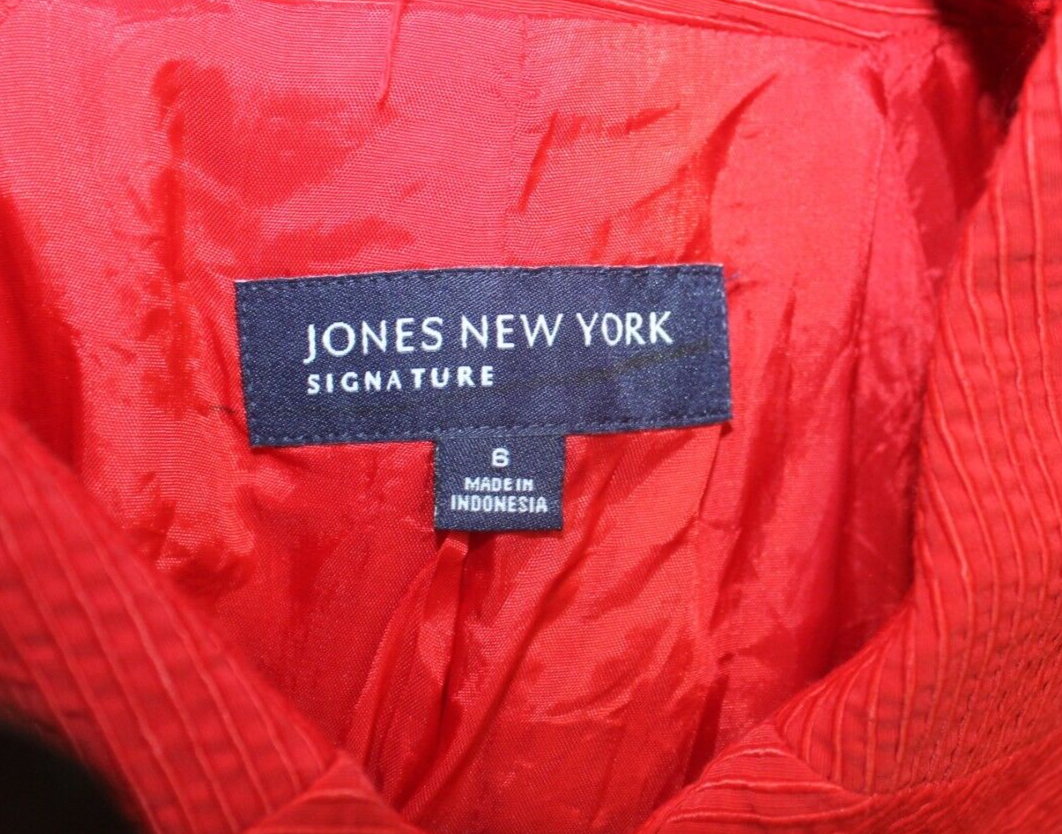 JONES NEW YORK
SIGNATURE
6
MADE IN
INDONESIA